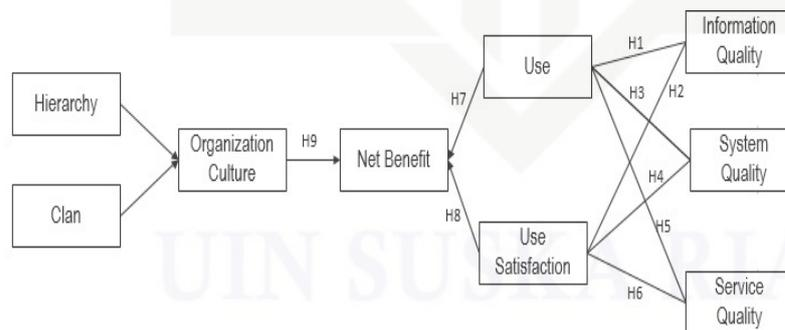 Information
Quality
Use
H1
H3
H2
Hierarchy
H7
Organization
Culture
H9
Net Benefit
System
Quality
H4
Clan
H8
Use
Satisfaction
H5
H6
Service
Quality
UIN SUSKA RIA